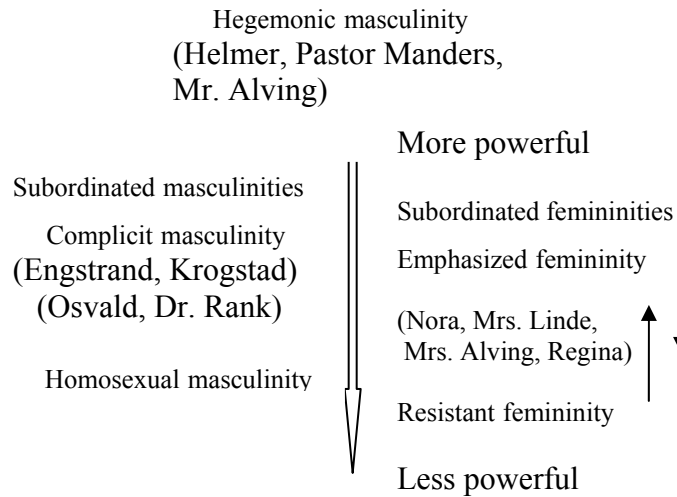 Hegemonic masculinity
(Helmer, Pastor Manders,
Mr. Alving)
More powerful
Subordinated masculinities
Complicit masculinity
(Engstrand, Krogstad)
(Osvald, Dr. Rank)
Homosexual masculinity
Subordinated femininities
Emphasized femininity
(Nora, Mrs. Linde,
Mrs. Alving, Regina)
Resistant femininity
Less powerful